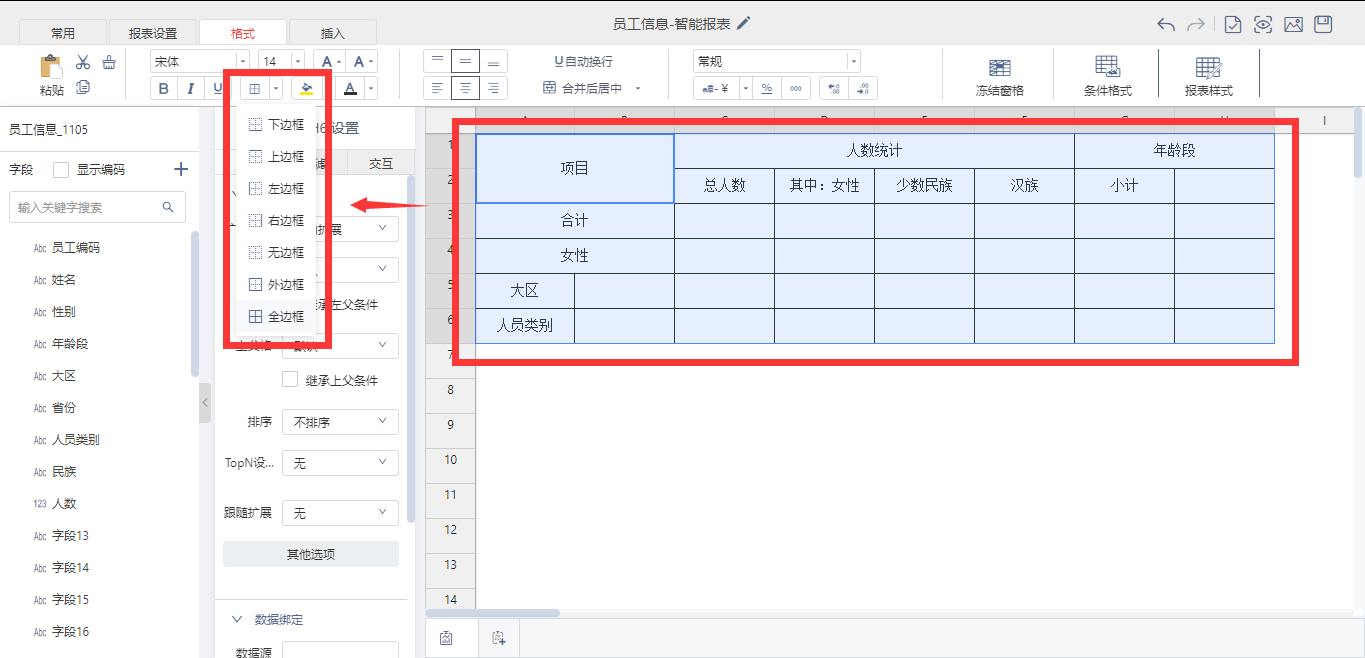 员工信息-智能报表
常用 报表设置 格式 插入
宋体 14 A A 自动换行 常规
粘贴 B I U A 合并后居中 % 000 冻结窗格 条件格式 报表样式
员工信息_1105
字段 显示编码
输入关键字搜索
Abc 员工编码
Abc 姓名
Abc 性别
Abc 年龄段
Abc 大区
Abc 省份
Abc 人员类别
Abc 民族
123 人数
Abc 字段13
Abc 字段14
Abc 字段15
Abc 字段16
下边框
上边框
左边框
右边框
无边框
外边框
全边框
设置
交互
扩展
继承左父条件
继承上父条件
排序 不排序
TopN设... 无
跟随扩展 无
其他选项
数据绑定
数据源
I
项目 人数统计 年龄段
总人数 其中：女性 少数民族 汉族 小计
合计
女性
大区
人员类别
8
9
10
11
12
13
14